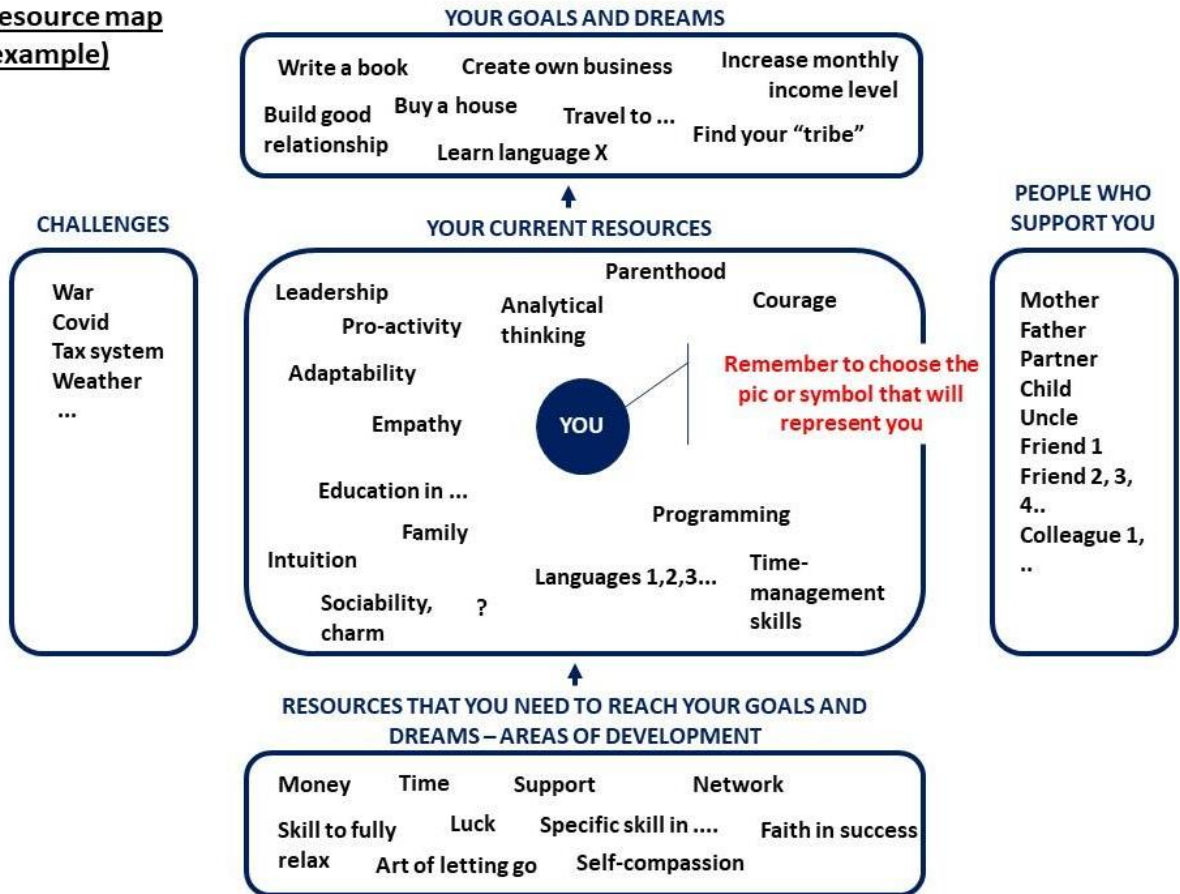 esource map
example)
YOUR GOALS AND DREAMS
Write a book
Create own business
Increase monthly
income level
Build good
relationship
Buy a house
Travel to ...
Find your “tribe”
Learn language X
CHALLENGES
War
Covid
Tax system
Weather
...
YOUR CURRENT RESOURCES
Parenthood
Leadership
Analytical
thinking
Courage
Pro-activity
Adaptability
Remember to choose the
pic or symbol that will
represent you
Empathy
YOU
Education in ...
Programming
Family
Intuition
Languages 1,2,3...
Time-
management
skills
Sociability,
charm
?
PEOPLE WHO
SUPPORT YOU
Mother
Father
Partner
Child
Uncle
Friend 1
Friend 2, 3,
4..
Colleague 1,
..
RESOURCES THAT YOU NEED TO REACH YOUR GOALS AND
DREAMS – AREAS OF DEVELOPMENT
Money
Time
Support
Network
Skill to fully
relax
Luck
Specific skill in ....
Faith in success
Art of letting go
Self-compassion